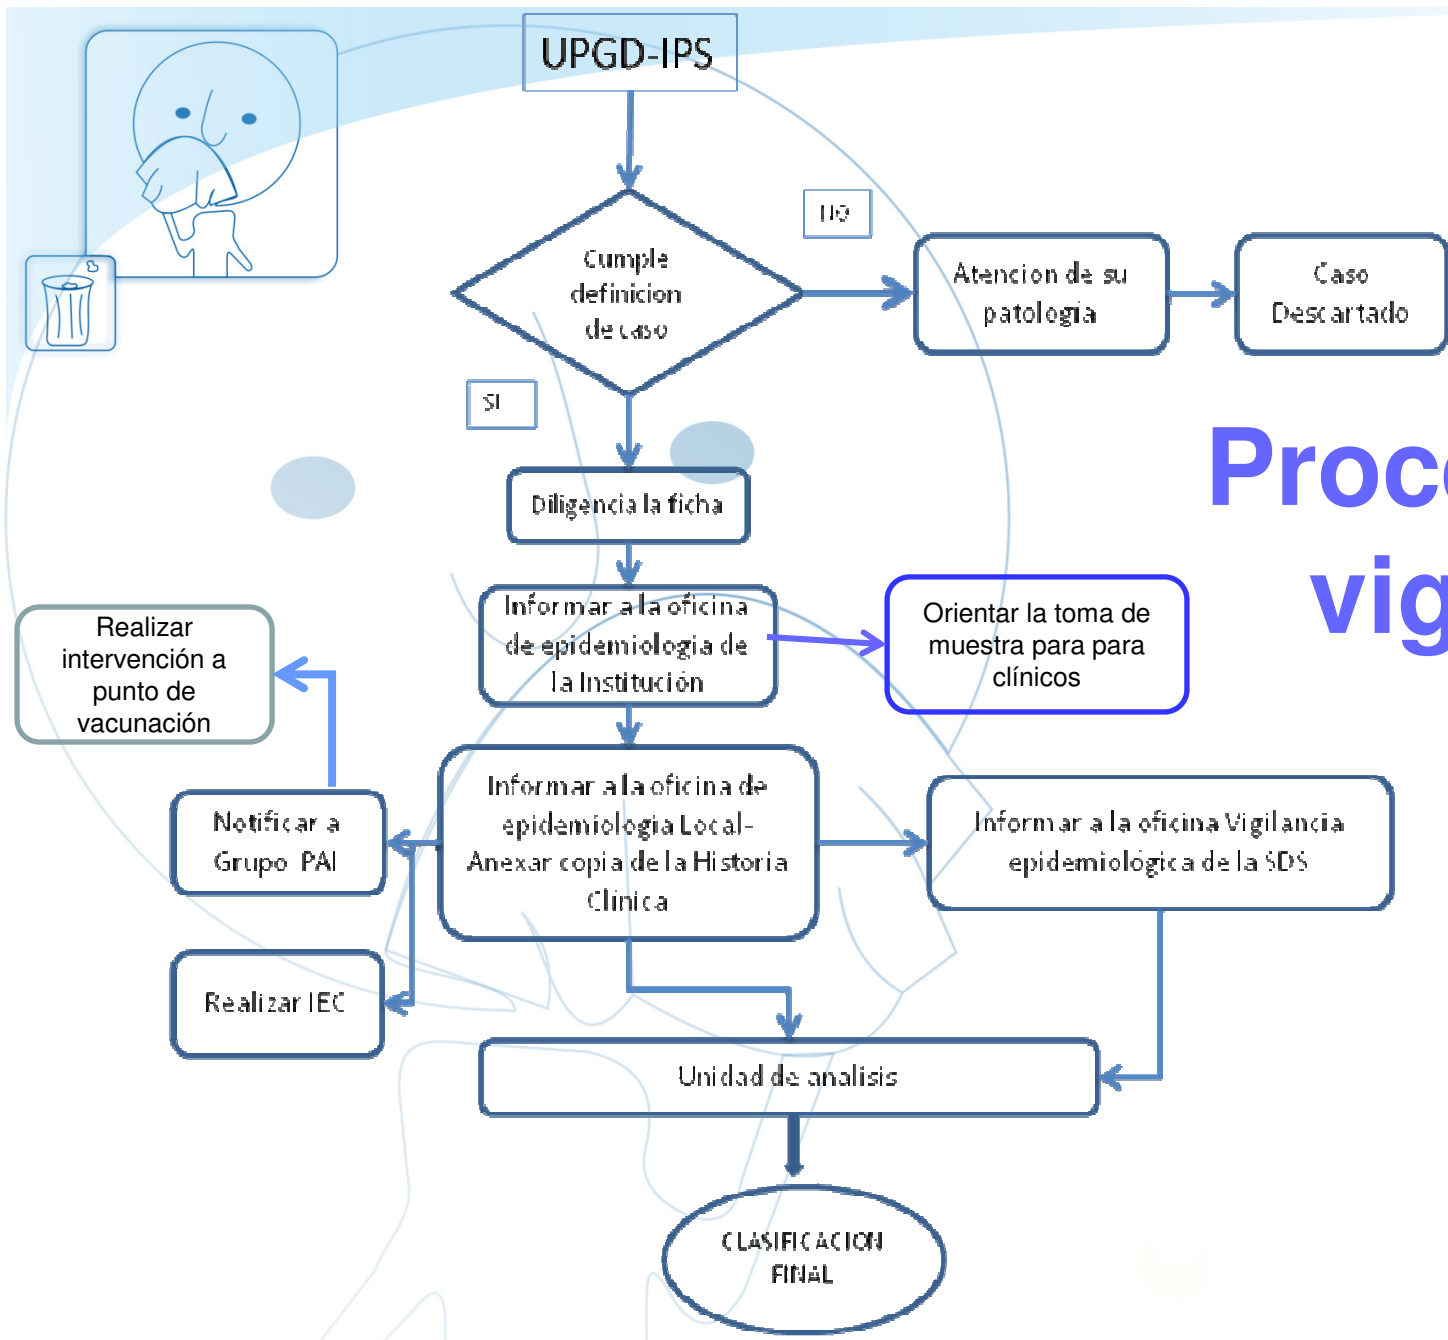 UPGD-IPS
Cumple
definicion
de caso
NO
Atencion de su
patologia
Caso
Descartado
SI
Diligencia la ficha
Informar a la oficina
de epidemiologia de
la Institución
Orientar la toma de
muestra para para
clínicos
Realizar
intervención a
punto de
vacunación
Notificar a
Grupo PAI
Informar a la oficina de
epidemiologia Local-
Anexar copia de la Historia
Clínica
Informar a la oficina Vigilancia
epidemiológica de la SDS
Realizar IEC
Unidad de analisis
CLASIFICACION
FINAL